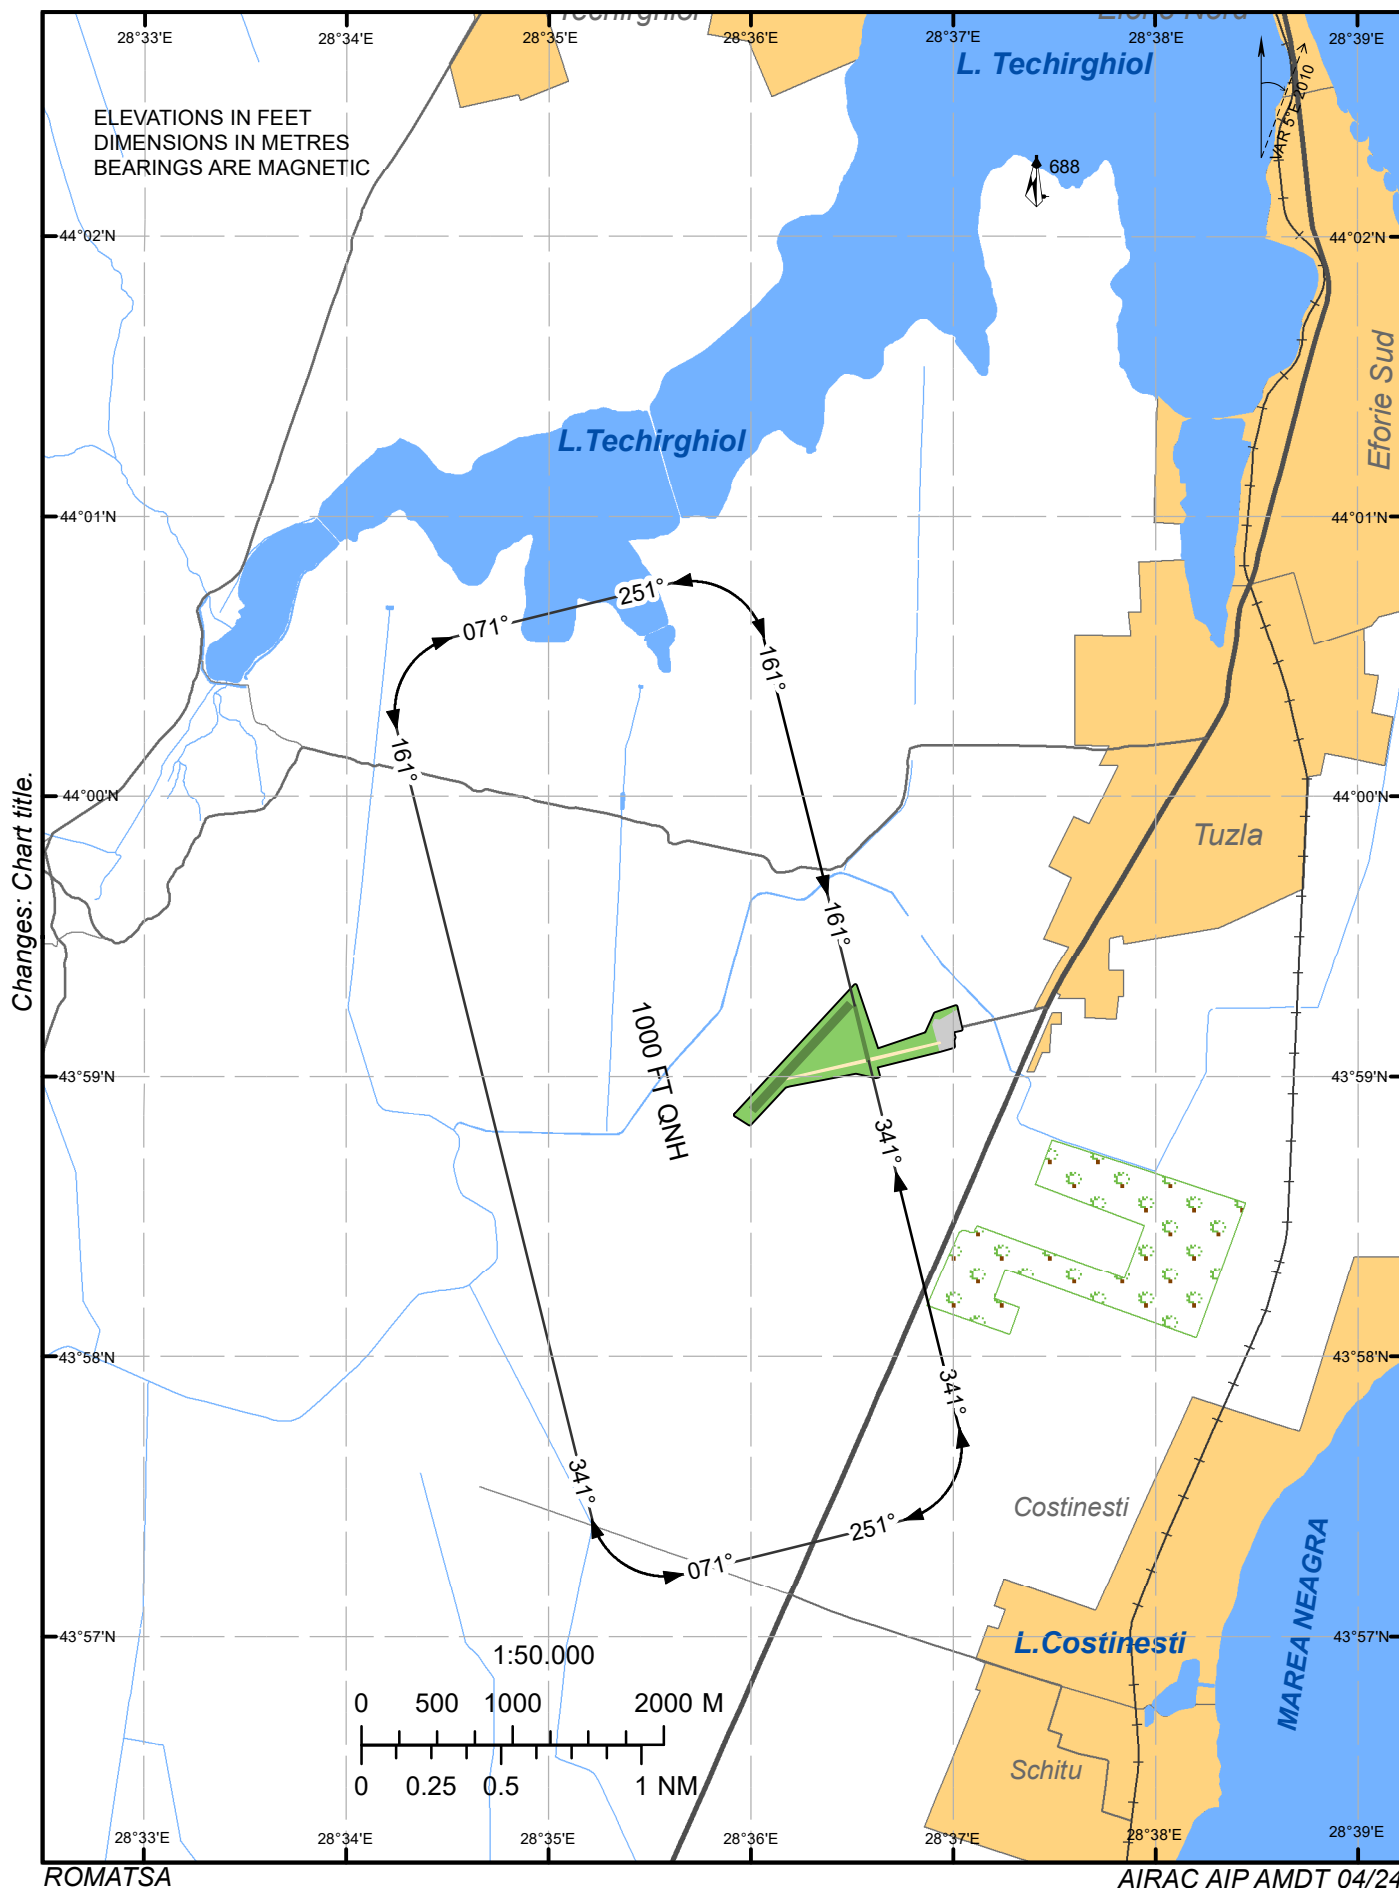 Techirghiol
Eforie Nord
28°33'E
28°34'E
28°35'E
28°36'E
28°37'E
28°38'E
28°39'E
L. Techirghiol
ELEVATIONS IN FEET
DIMENSIONS IN METRES
BEARINGS ARE MAGNETIC
VAR 5°E 2010
688
44°02'N
44°02'N
Eforie Sud
L.Techirghiol
44°01'N
44°01'N
251°
071°
161°
161°
Changes: Chart title.
44°00'N
44°00'N
Tuzla
161°
1000 FT QNH
43°59'N
43°59'N
341°
43°58'N
43°58'N
341°
341°
Costinesti
251°
071°
MAREA NEAGRA
43°57'N
43°57'N
L.Costinesti
1:50.000
0 500 1000 2000 M
0 0.25 0.5 1 NM
Schitu
28°33'E
28°34'E
28°35'E
28°36'E
28°37'E
28°38'E
28°39'E
ROMATSA
AIRAC AIP AMDT 04/24